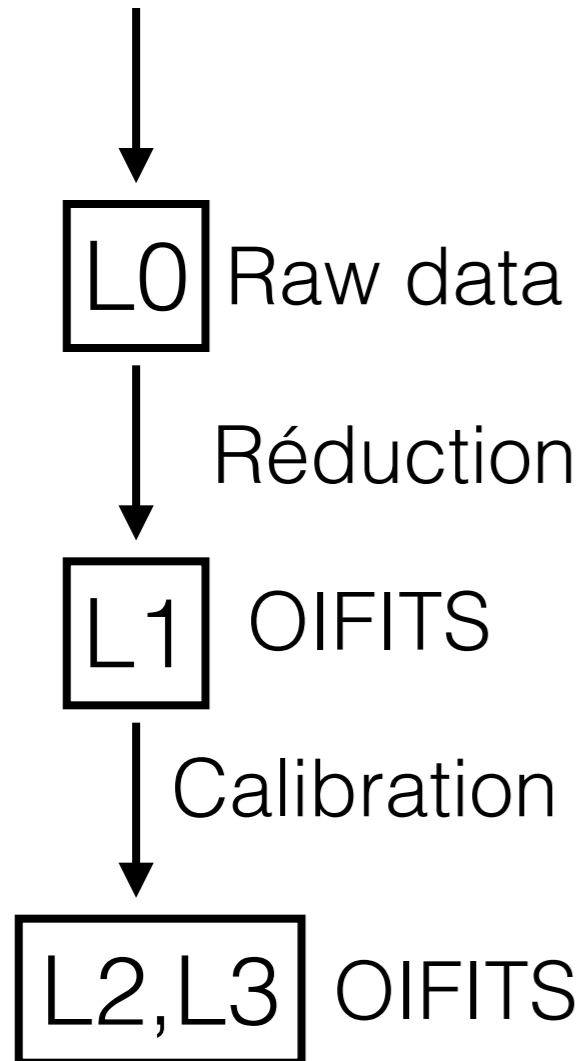 L0 Raw data
Réduction
L1 OIFITS
Calibration
L2,L3 OIFITS